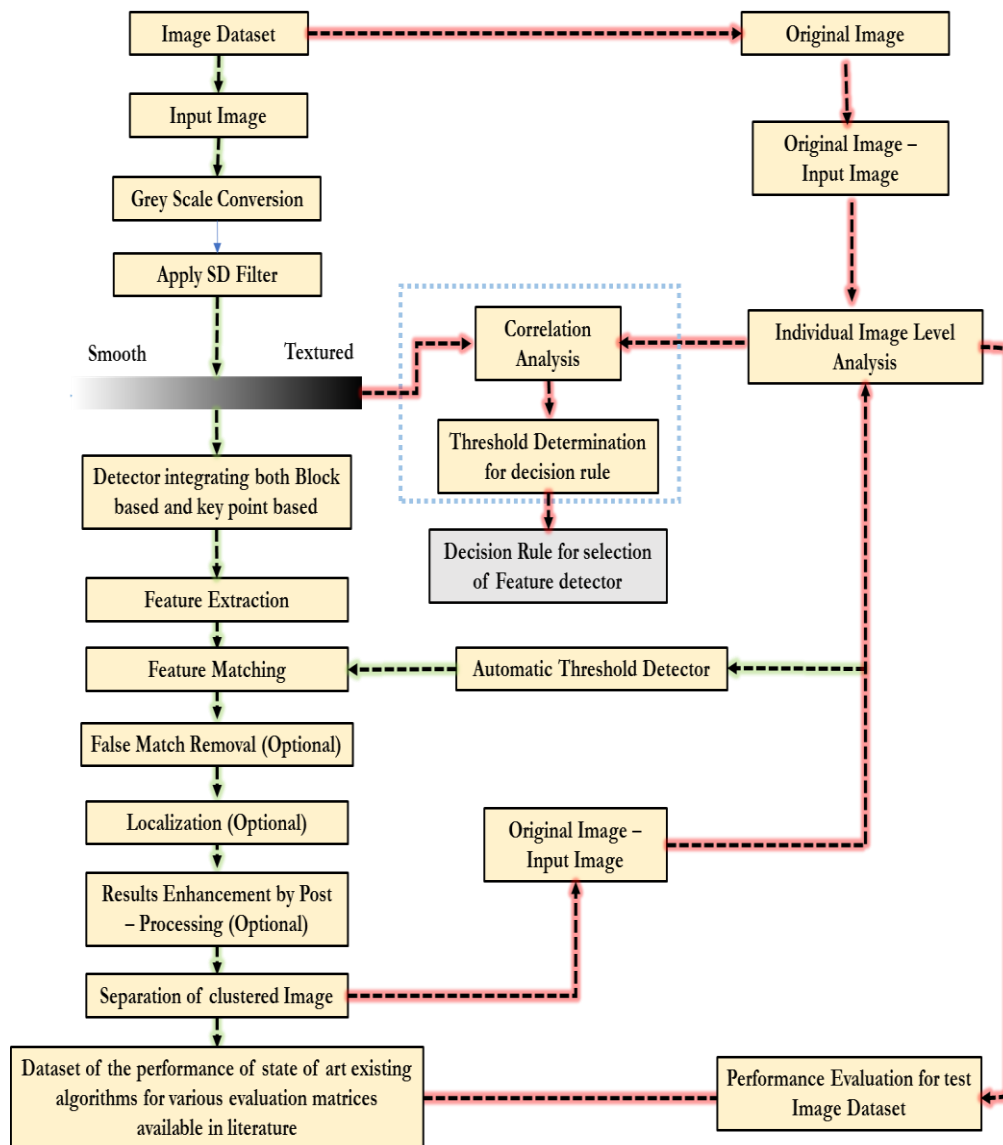 Image Dataset
Original Image
Input Image
Original Image –
Input Image
Grey Scale Conversion
Apply SD Filter
Smooth
Textured
Correlation
Analysis
Individual Image Level
Analysis
Threshold Determination
for decision rule
Detector integrating both Block
based and key point based
Decision Rule for selection
of Feature detector
Feature Extraction
Feature Matching
Automatic Threshold Detector
False Match Removal (Optional)
Localization (Optional)
Original Image –
Input Image
Results Enhancement by Post
– Processing (Optional)
Separation of clustered Image
Dataset of the performance of state of art existing
algorithms for various evaluation matrices
available in literature
Performance Evaluation for test
Image Dataset